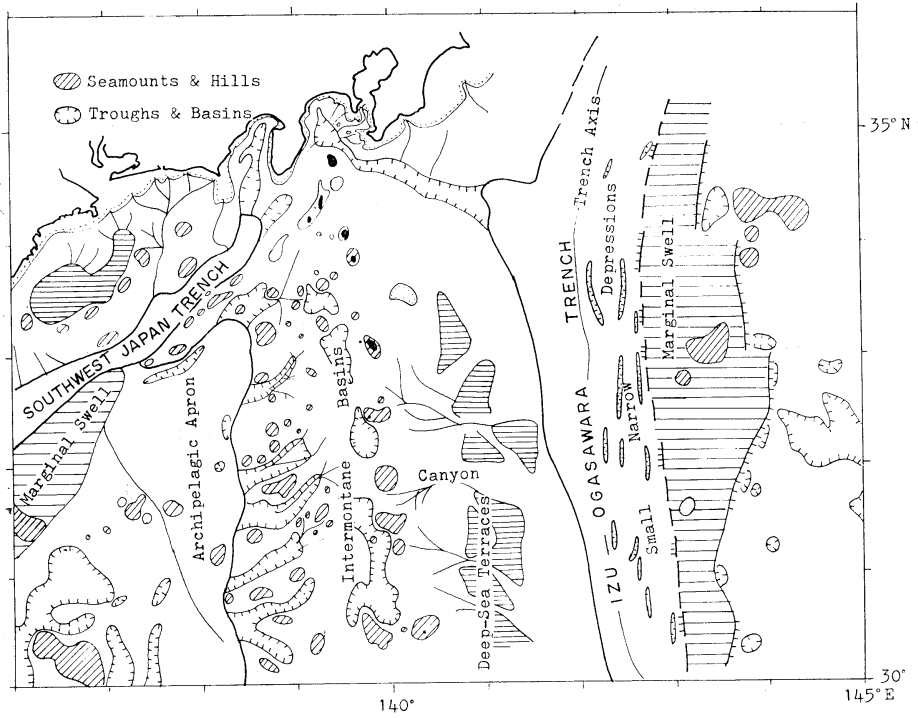 Seamounts & Hills
Troughs & Basins
35°N
Trench Axis
Depressions
TRENCH
Marginal Swell
SOUTHWEST JAPAN TRENCH
Marginal Swell
Archipelagic Apron
Basins
Intermontane
Canyon
Deep-Sea Terraces
OGASAWARA
Narrow
Small
IZU
30°
140°
145°E